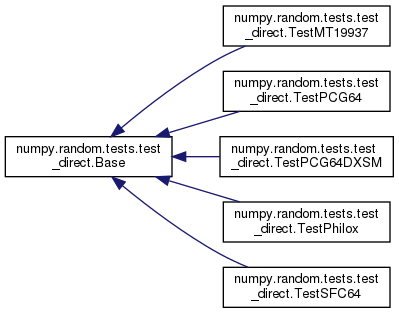 numpy.random.tests.test
_direct.TestMT19937
numpy.random.tests.test
_direct.TestPCG64
numpy.random.tests.test
_direct.Base
numpy.random.tests.test
_direct.TestPCG64DXSM
numpy.random.tests.test
_direct.TestPhilox
numpy.random.tests.test
_direct.TestSFC64